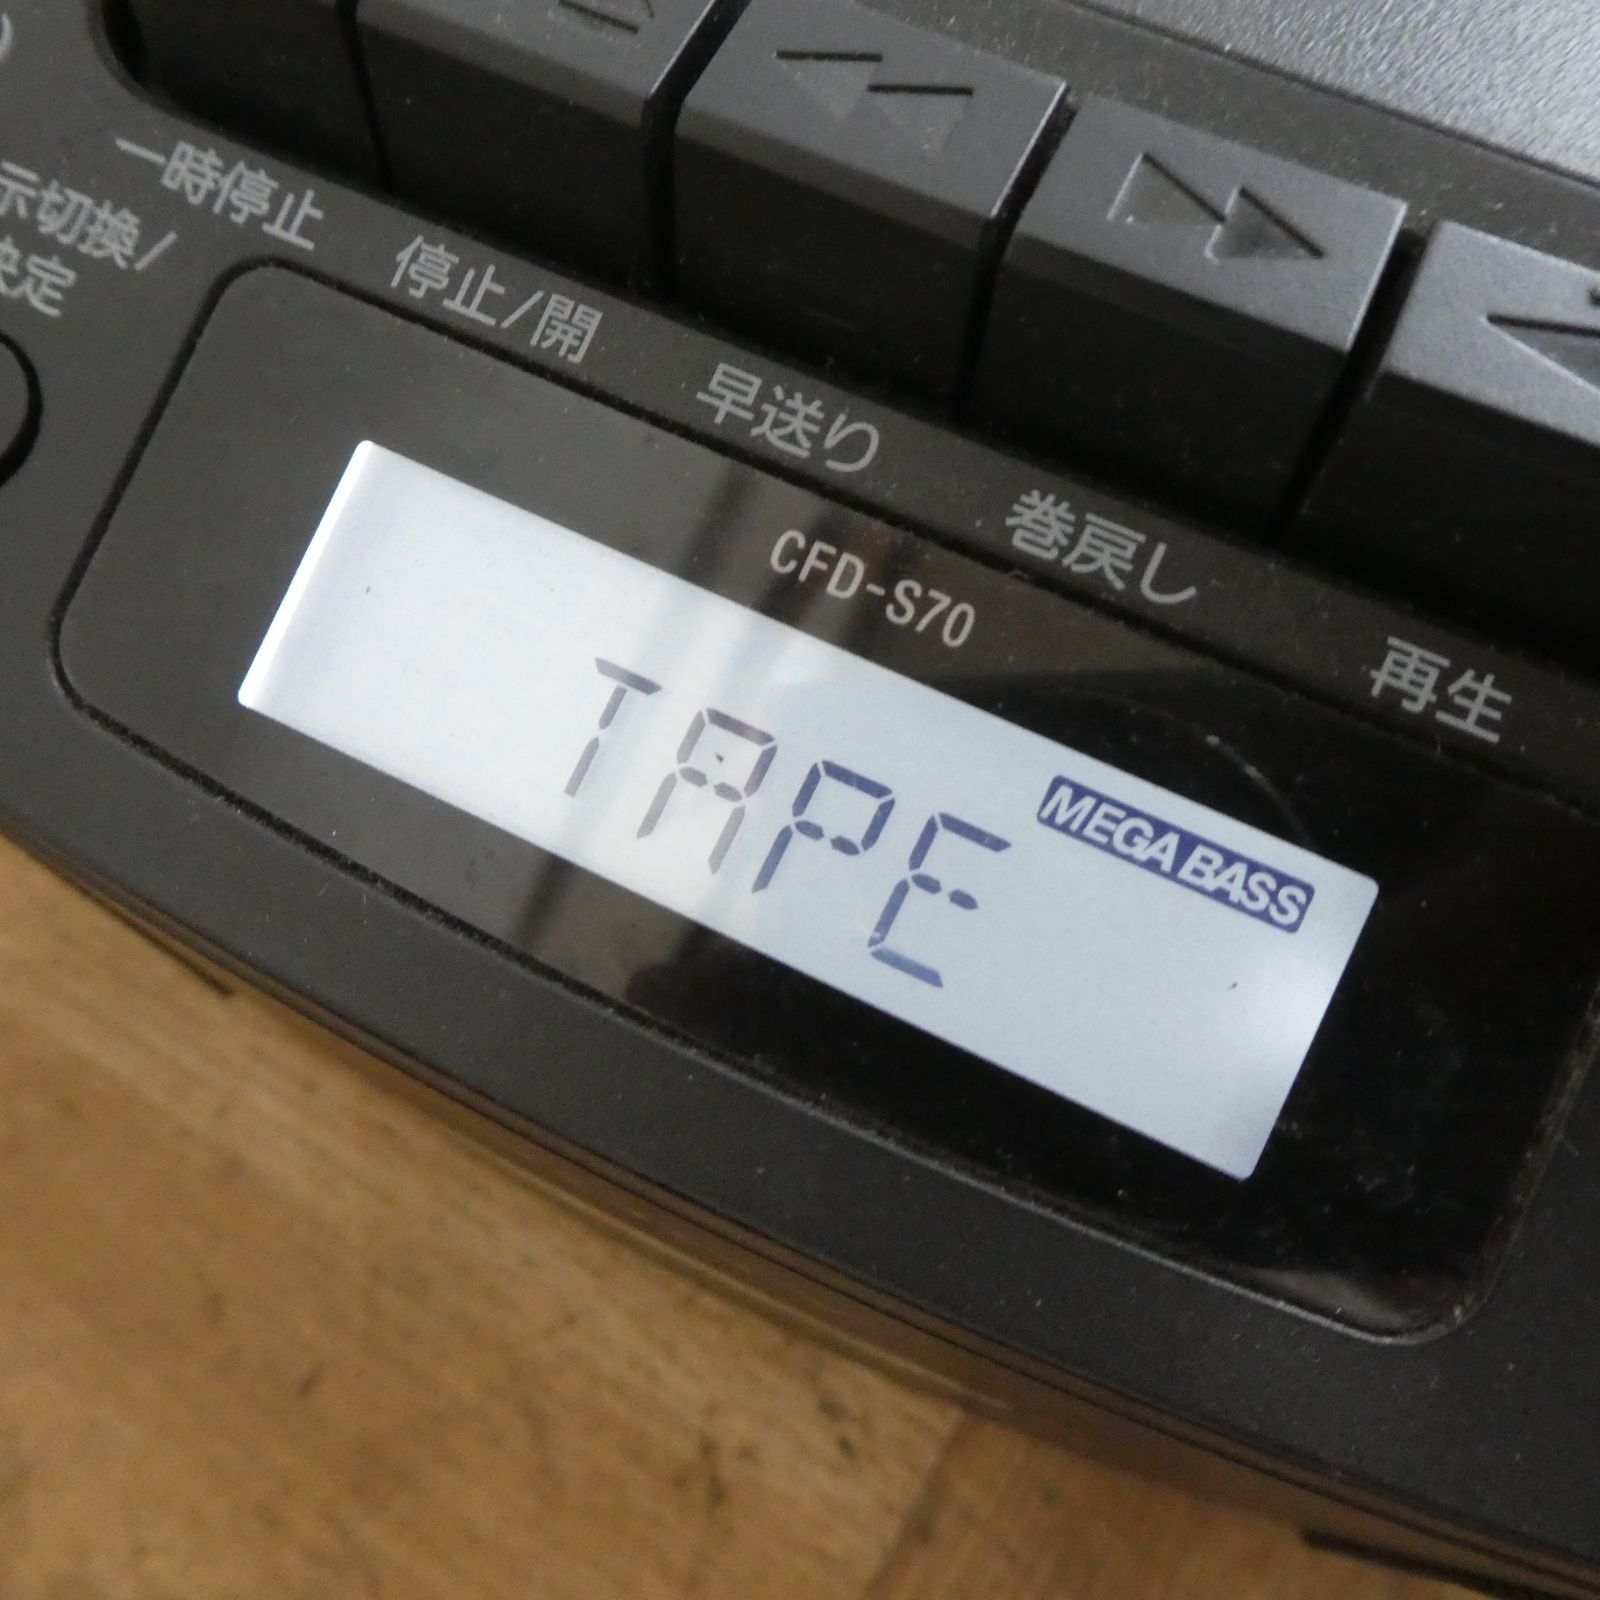 一時停止
停止/開
早送り
巻戻し
再生
示切換/
決定
CFD-S70
MEGA BASS
TAPE